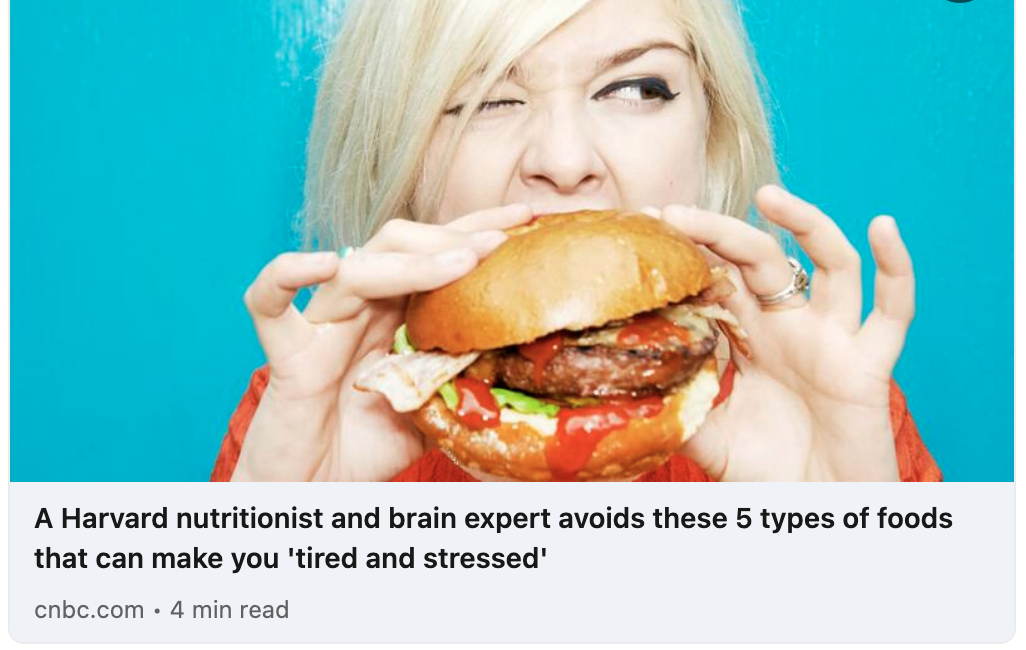 A Harvard nutritionist and brain expert avoids these 5 types of foods
that can make you 'tired and stressed'
cnbc.com • 4 min read